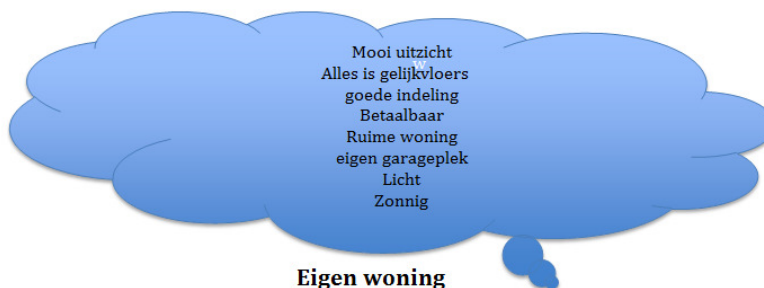 Mooi uitzicht
w
Alles is gelijkvloers
goede indeling
Betaalbaar
Ruime woning
eigen garageplek
Licht
Zonnig
Eigen woning